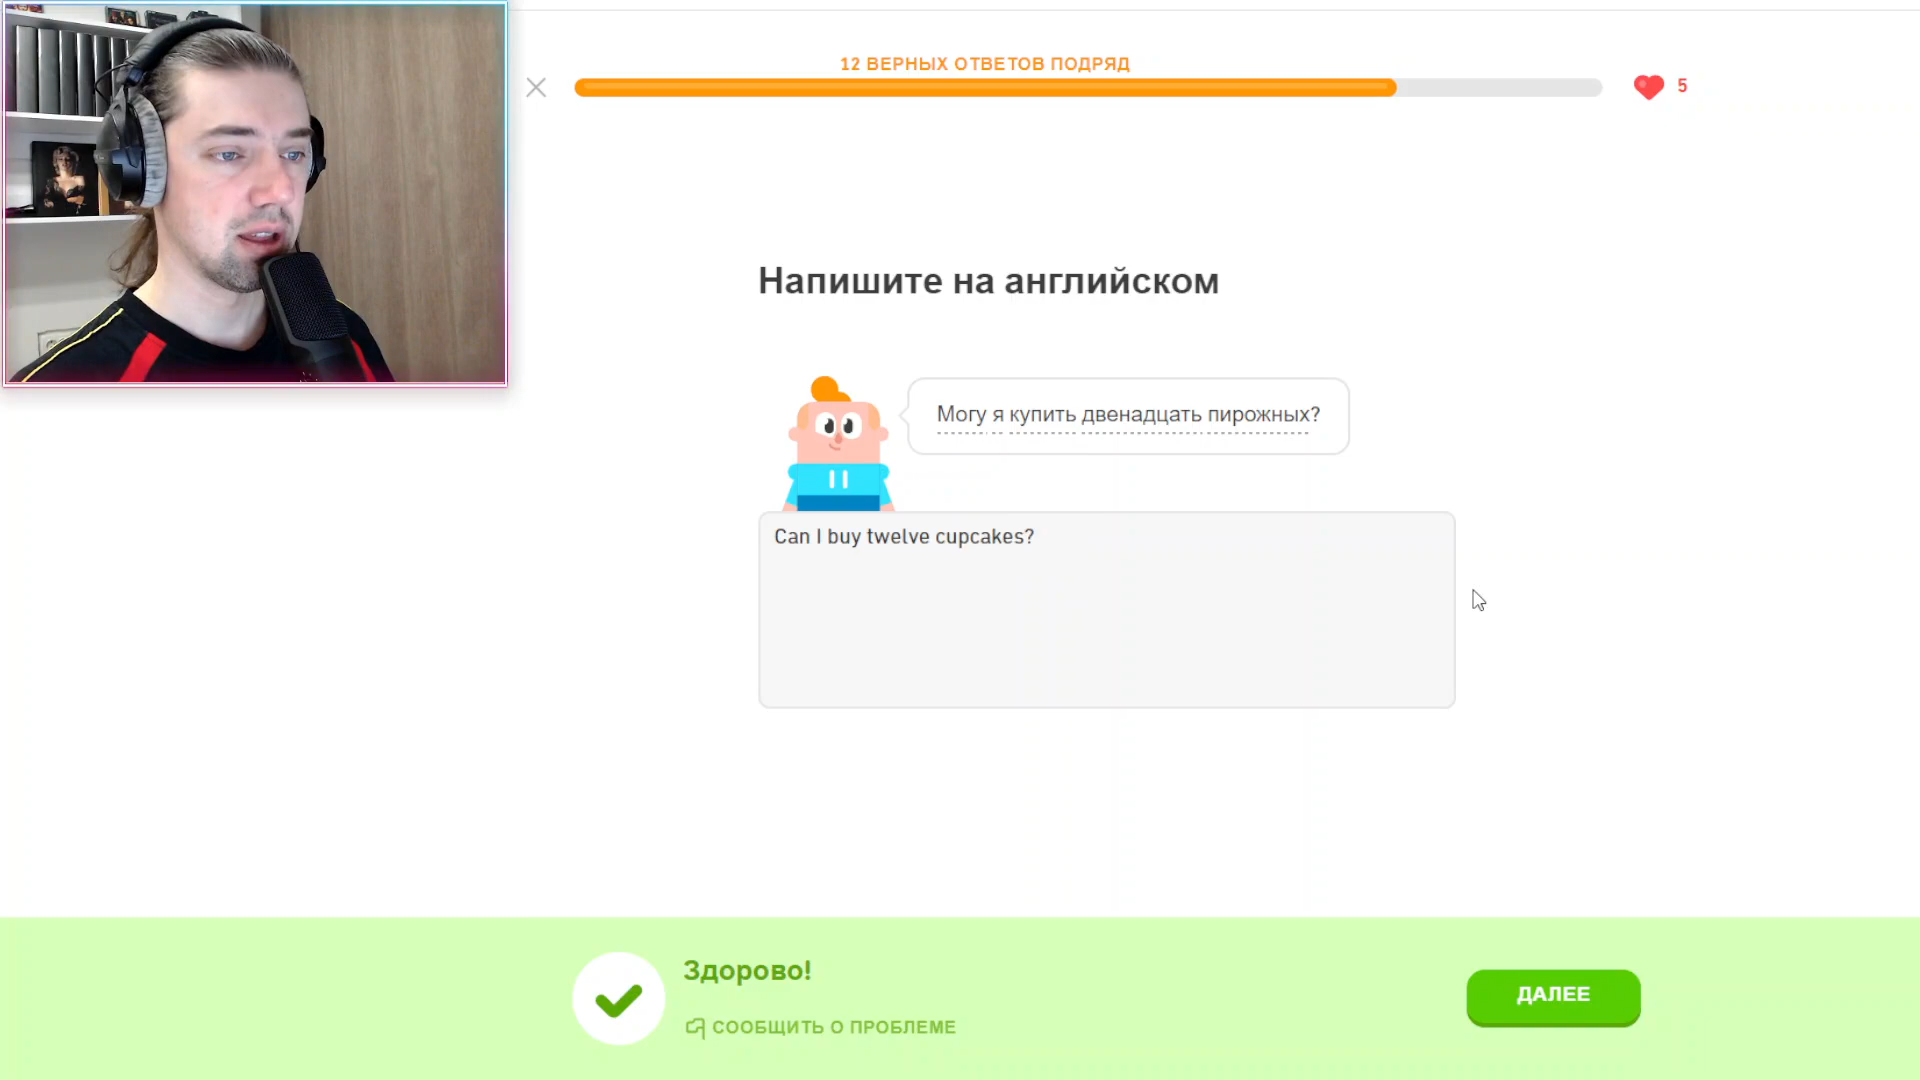 12 ВЕРНЫХ ОТВЕТОВ ПОДРЯД
5
Напишите на английском
Могу я купить двенадцать пирожных?
Can I buy twelve cupcakes?
Здорово!
СООБЩИТЬ О ПРОБЛЕМЕ
ДАЛЕЕ